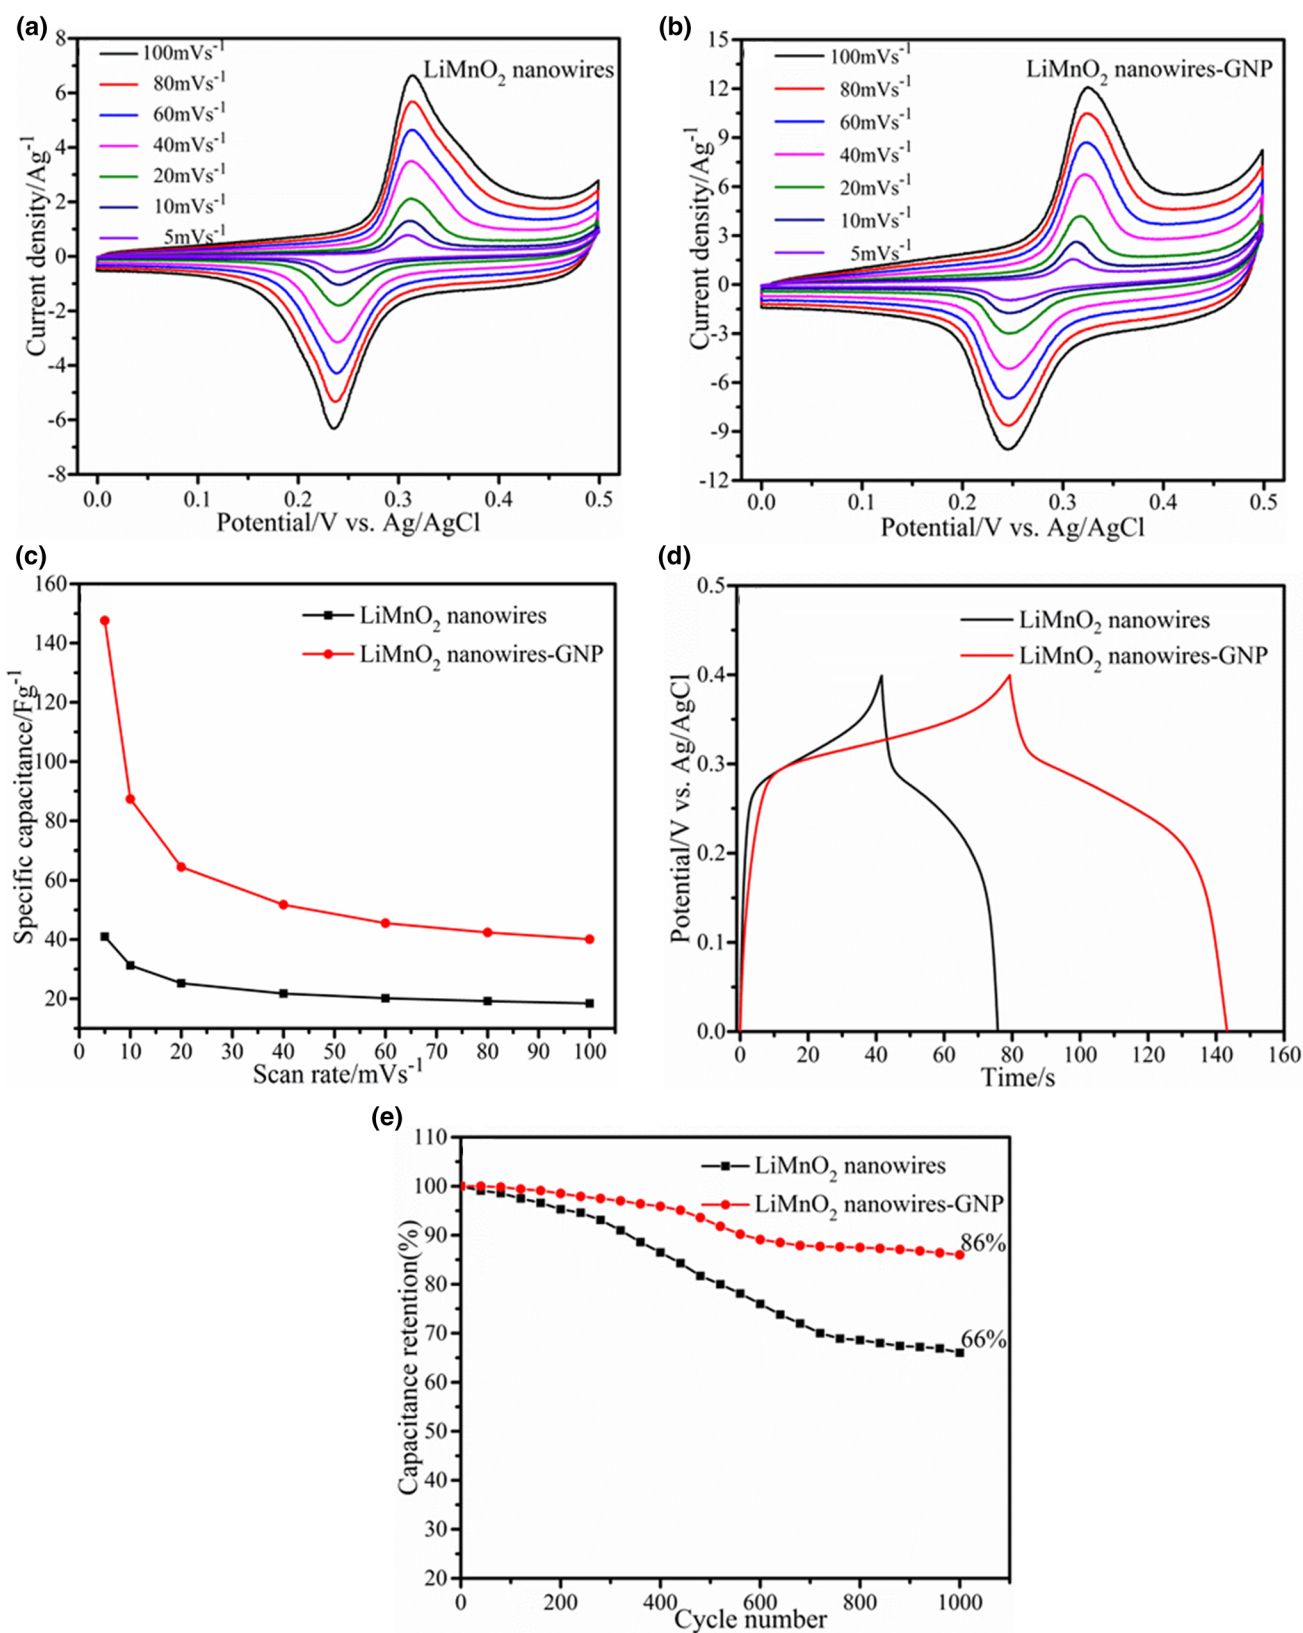 (a)
8
6
4
2
0
-2
-4
-6
-8
Current density/Ag⁻¹
100mVs⁻¹
80mVs⁻¹
60mVs⁻¹
40mVs⁻¹
20mVs⁻¹
10mVs⁻¹
5mVs⁻¹
LiMnO₂ nanowires
0.0 0.1 0.2 0.3 0.4 0.5
Potential/V vs. Ag/AgCl
(b)
15
12
9
6
3
0
-3
-6
-9
-12
Current density/Ag⁻¹
100mVs⁻¹
80mVs⁻¹
60mVs⁻¹
40mVs⁻¹
20mVs⁻¹
10mVs⁻¹
5mVs⁻¹
LiMnO₂ nanowires-GNP
0.0 0.1 0.2 0.3 0.4 0.5
Potential/V vs. Ag/AgCl
(c)
160
140
120
100
80
60
40
20
Specific capacitance/Fg⁻¹
LiMnO₂ nanowires
LiMnO₂ nanowires-GNP
0 10 20 30 40 50 60 70 80 90 100
Scan rate/mVs⁻¹
(d)
0.5
0.4
0.3
0.2
0.1
0.0
Potential/V vs. Ag/AgCl
LiMnO₂ nanowires
LiMnO₂ nanowires-GNP
0 20 40 60 80 100 120 140 160
Time/s
(e)
110
100
90
80
70
60
50
40
30
20
Capacitance retention(%)
LiMnO₂ nanowires
LiMnO₂ nanowires-GNP
86%
66%
0 200 400 600 800 1000
Cycle number